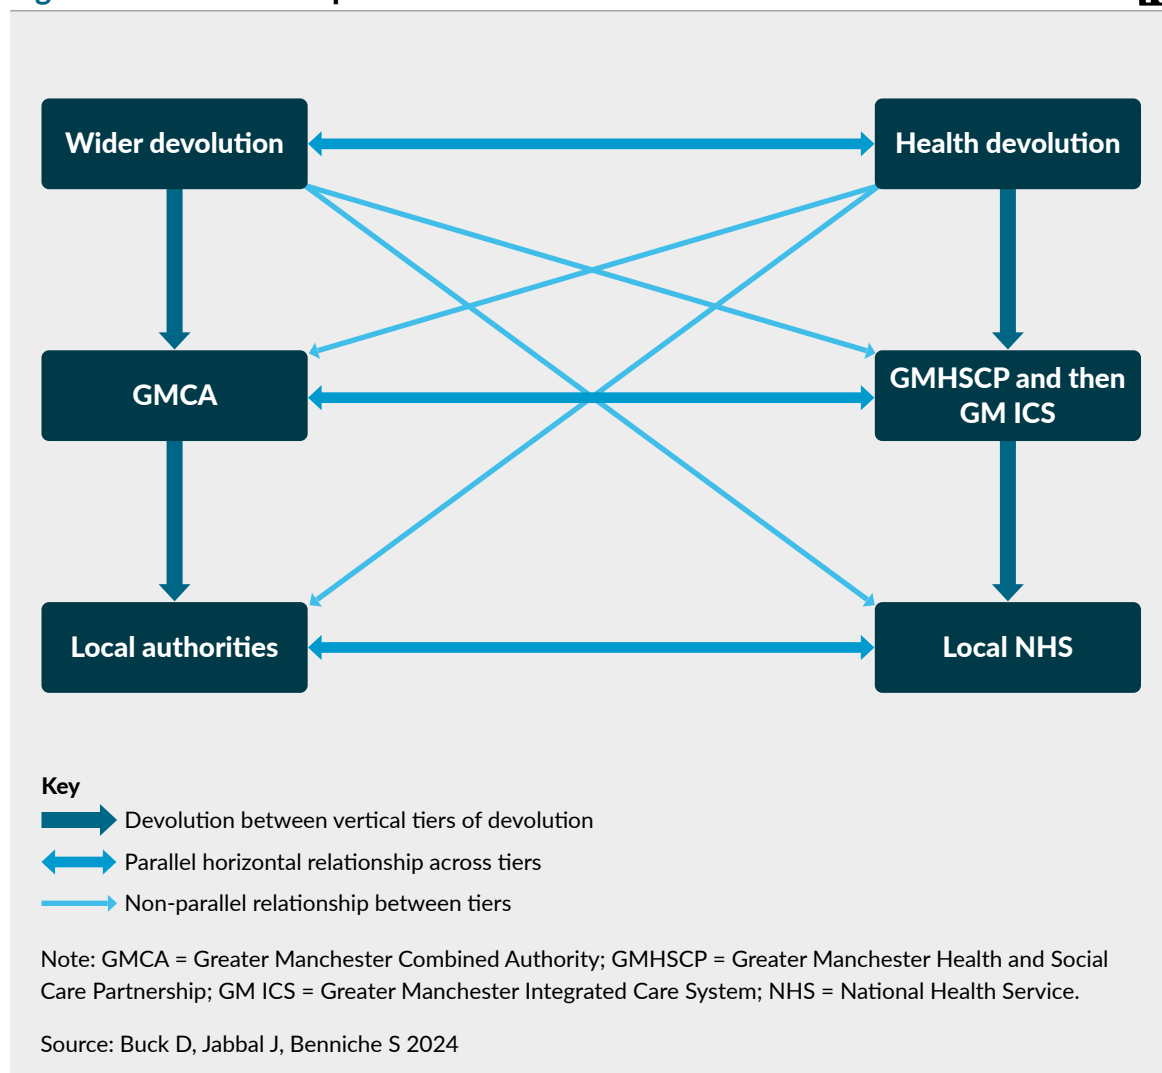 Wider devolution
Health devolution
GMCA
GMHSCP and then
GM ICS
Local authorities
Local NHS
Key
Devolution between vertical tiers of devolution
Parallel horizontal relationship across tiers
Non-parallel relationship between tiers
Note: GMCA = Greater Manchester Combined Authority; GMHSCP = Greater Manchester Health and Social
Care Partnership; GM ICS = Greater Manchester Integrated Care System; NHS = National Health Service.
Source: Buck D, Jabbal J, Benniche S 2024